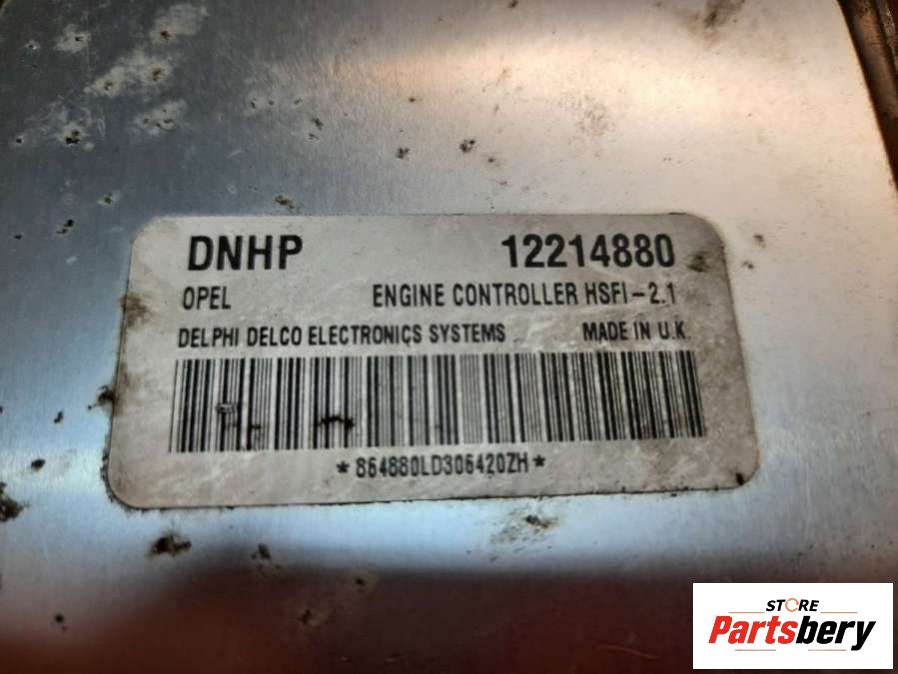 DNHP 12214880
OPEL ENGINE CONTROLLER HSFI-2.1
DELPHI DELCO ELECTRONICS SYSTEMS MADE IN U.K.
*864880LD306420ZH*
STORE
Partsbery